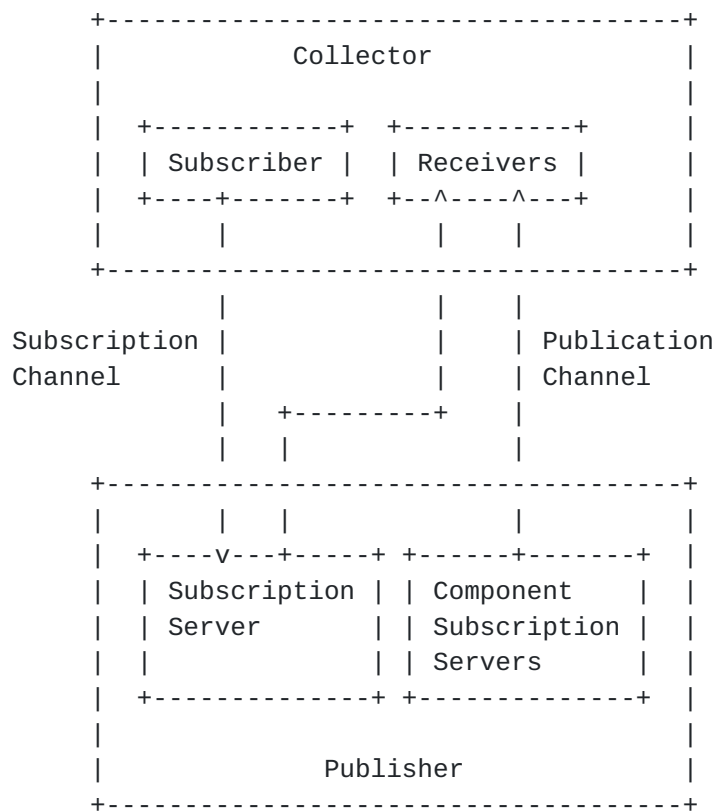 Collector
Subscriber Receivers
Subscription Publication
Channel Channel
Subscription Component
Server Subscription
Servers
Publisher